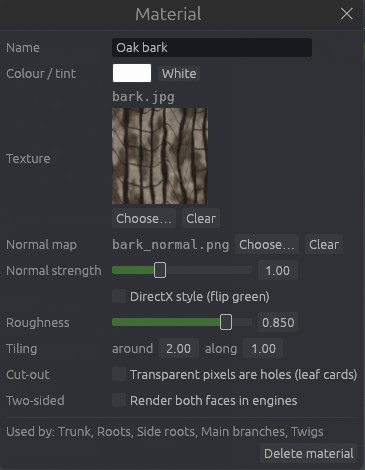 Material
Name Oak bark
Colour / tint White
bark.jpg
Texture
Choose... Clear
Normal map bark_normal.png Choose... Clear
Normal strength 1.00
DirectX style (flip green)
Roughness 0.850
Tiling around 2.00 along 1.00
Cut-out Transparent pixels are holes (leaf cards)
Two-sided Render both faces in engines
Used by: Trunk, Roots, Side roots, Main branches, Twigs
Delete material